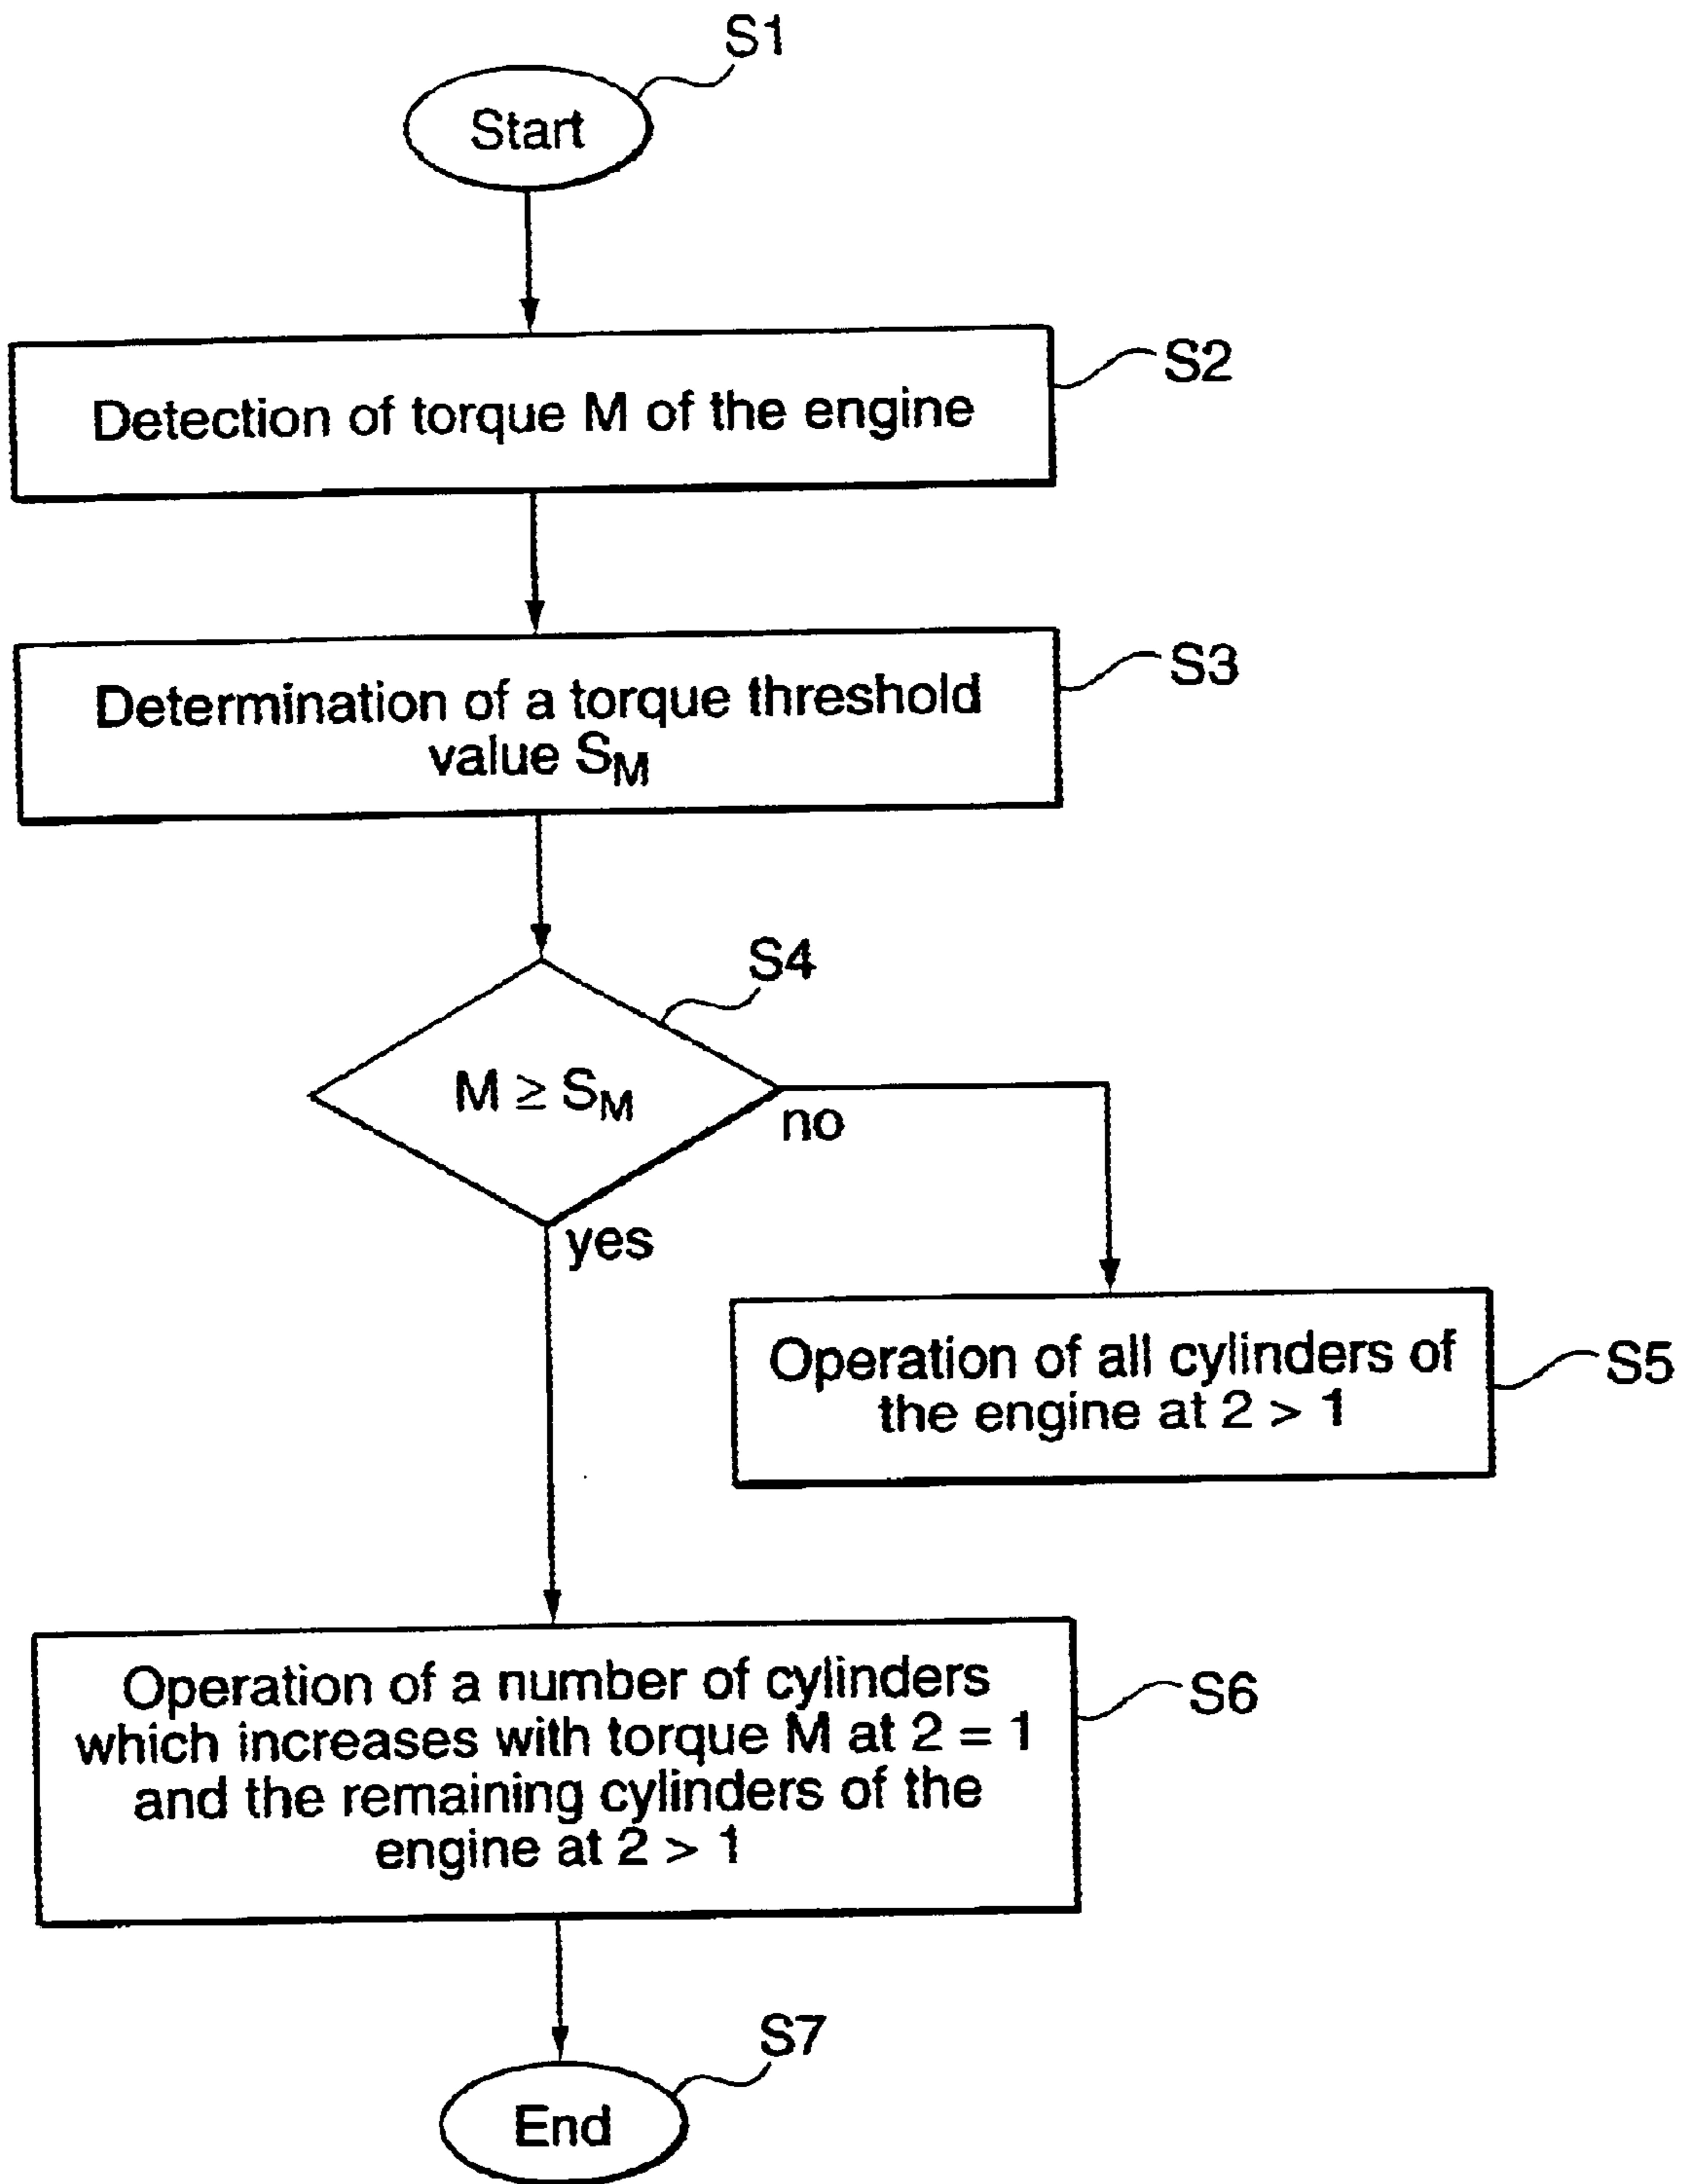 S1
Start
S2
Detection of torque M of the engine
S3
Determination of a torque threshold
value SM
S4
M ≥ SM
no
yes
Operation of all cylinders of
the engine at 2 > 1
S5
Operation of a number of cylinders
which increases with torque M at 2 = 1
and the remaining cylinders of the
engine at 2 > 1
S6
S7
End